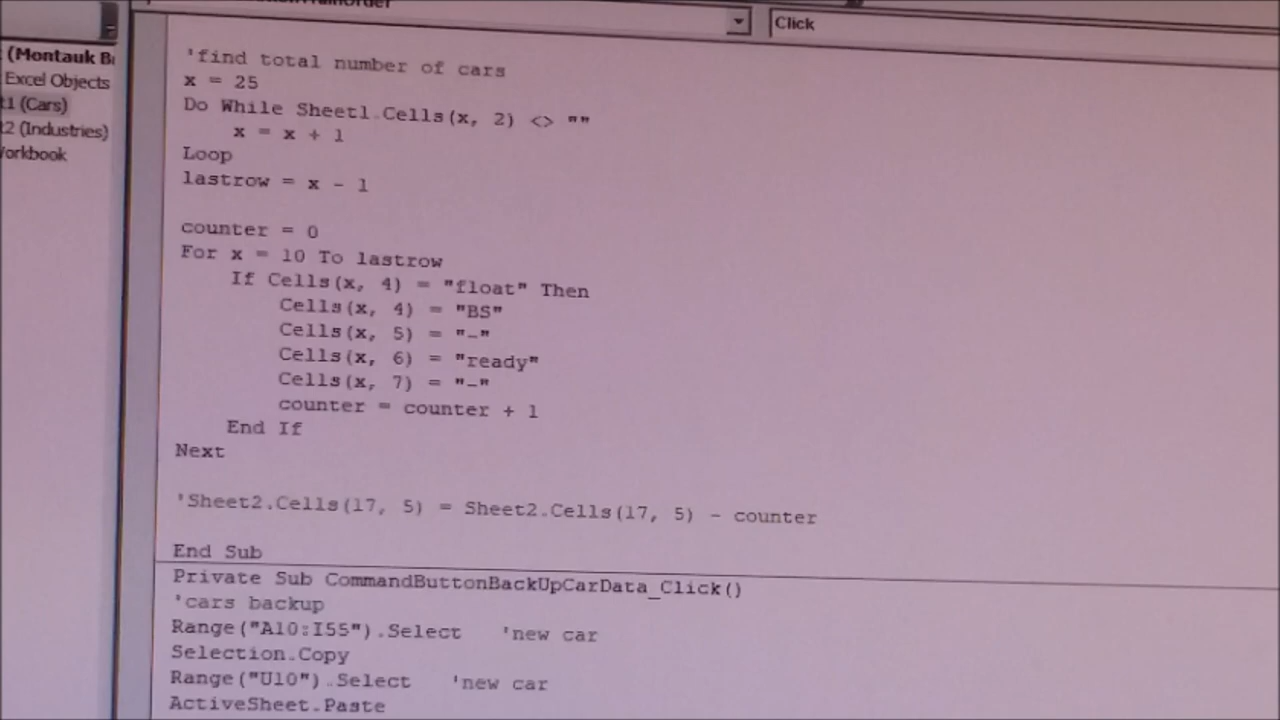 Click
(Montauk
Excel Objects
(Cars)
(Industries)
'find total number of cars
x = 25
Do While Sheet1.Cells(x, 2) <> ""
x = x + 1
Loop
lastrow = x - 1
counter = 0
For x = 10 To lastrow
If Cells(x, 4) = "float" Then
Cells(x, 4) = "BS"
Cells(x, 5) = "-"
Cells(x, 6) = "ready"
Cells(x, 7) = "-"
counter = counter + 1
End If
Next
'Sheet2.Cells(17, 5) = Sheet2.Cells(17, 5) - counter
End Sub
Private Sub CommandButtonBackUpCarData_Click()
'cars backup
Range("A10:I55").Select 'new car
Selection.Copy
Range("U10").Select 'new car
ActiveSheet.Paste